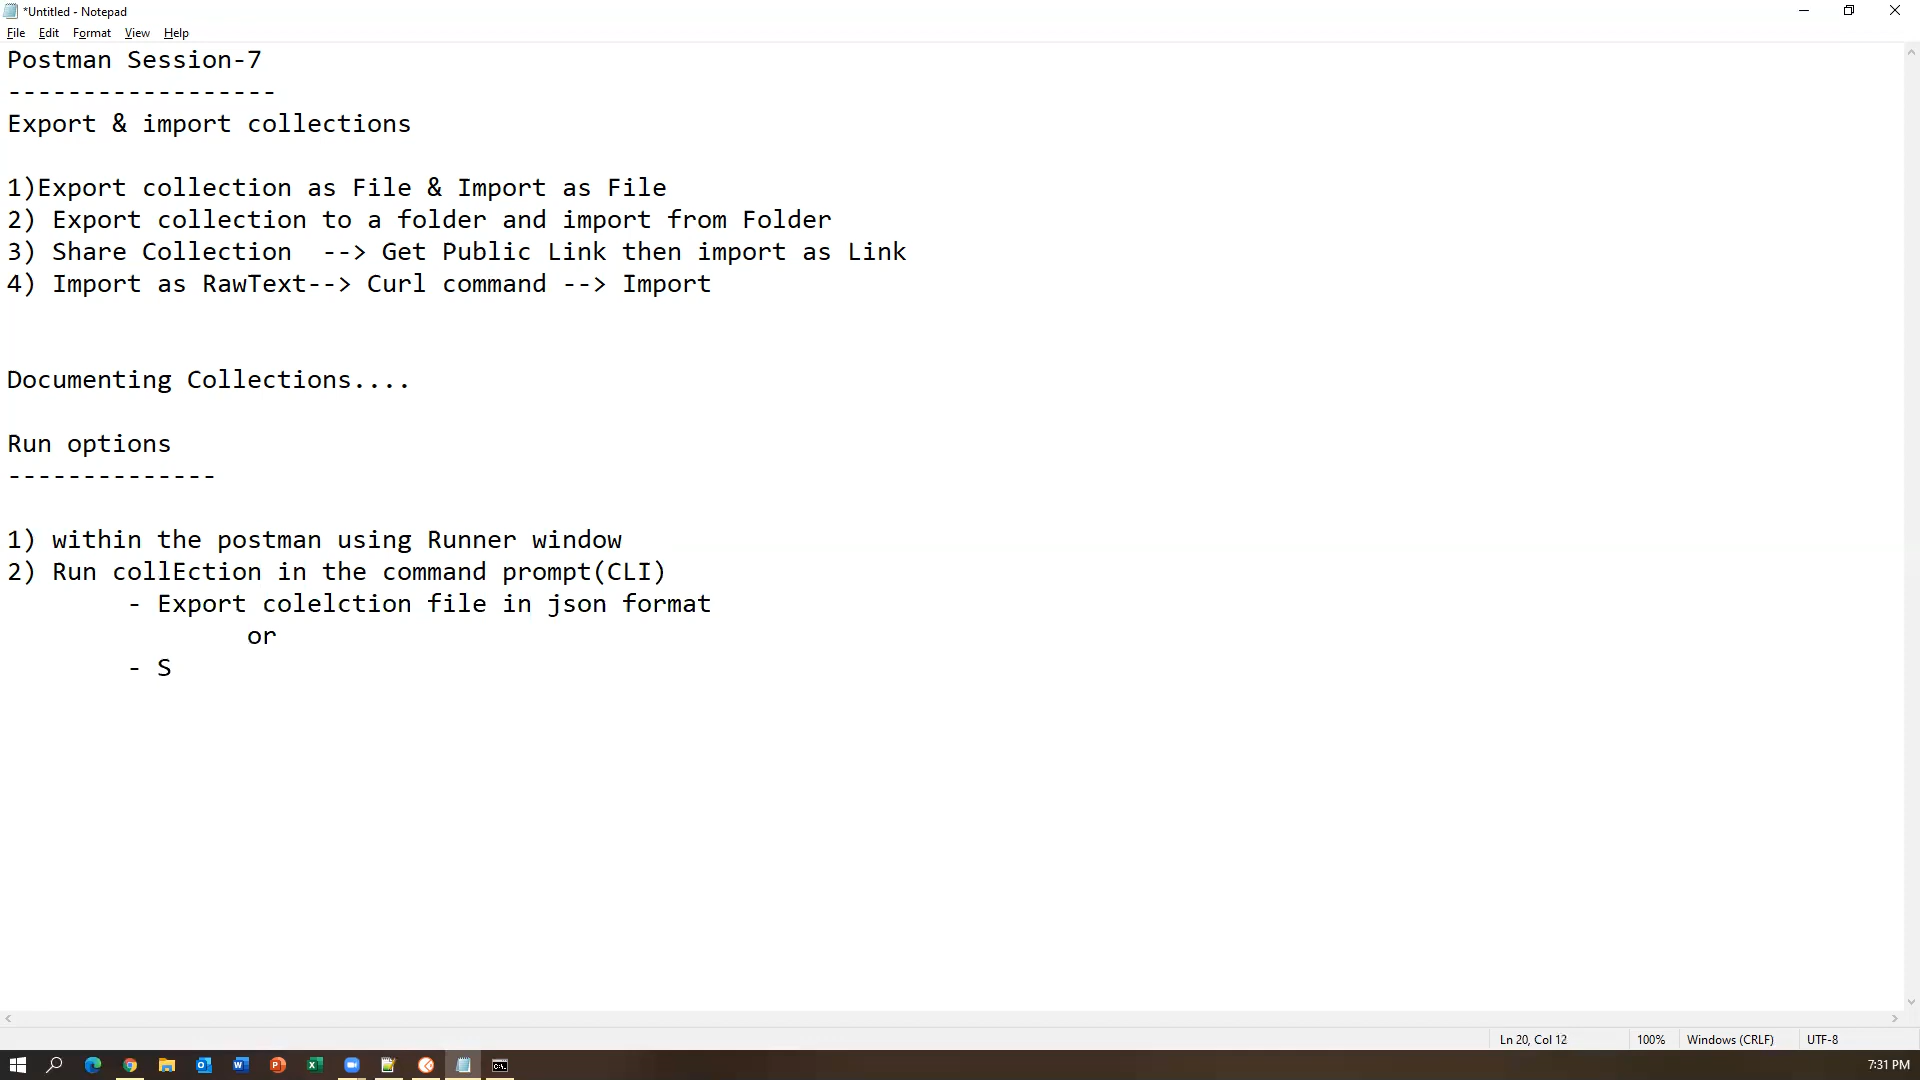 *Untitled - Notepad
File Edit Format View Help
Postman Session-7
------------------
Export & import collections
1)Export collection as File & Import as File
2) Export collection to a folder and import from Folder
3) Share Collection  --> Get Public Link then import as Link
4) Import as RawText--> Curl command --> Import
Documenting Collections....
Run options
--------------
1) within the postman using Runner window
2) Run collEction in the command prompt(CLI)
- Export colelction file in json format
or
- S
Ln 20, Col 12 100% Windows (CRLF) UTF-8
7:31 PM